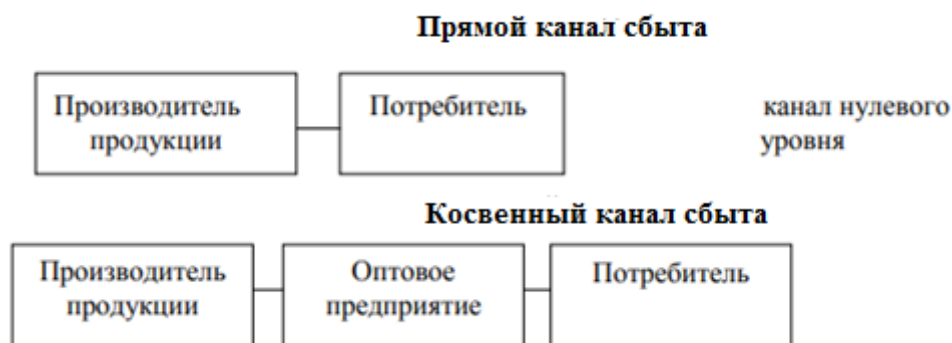 Прямой канал сбыта
Производитель
продукции
Потребитель
канал нулевого
уровня
Косвенный канал сбыта
Производитель
продукции
Оптовое
предприятие
Потребитель